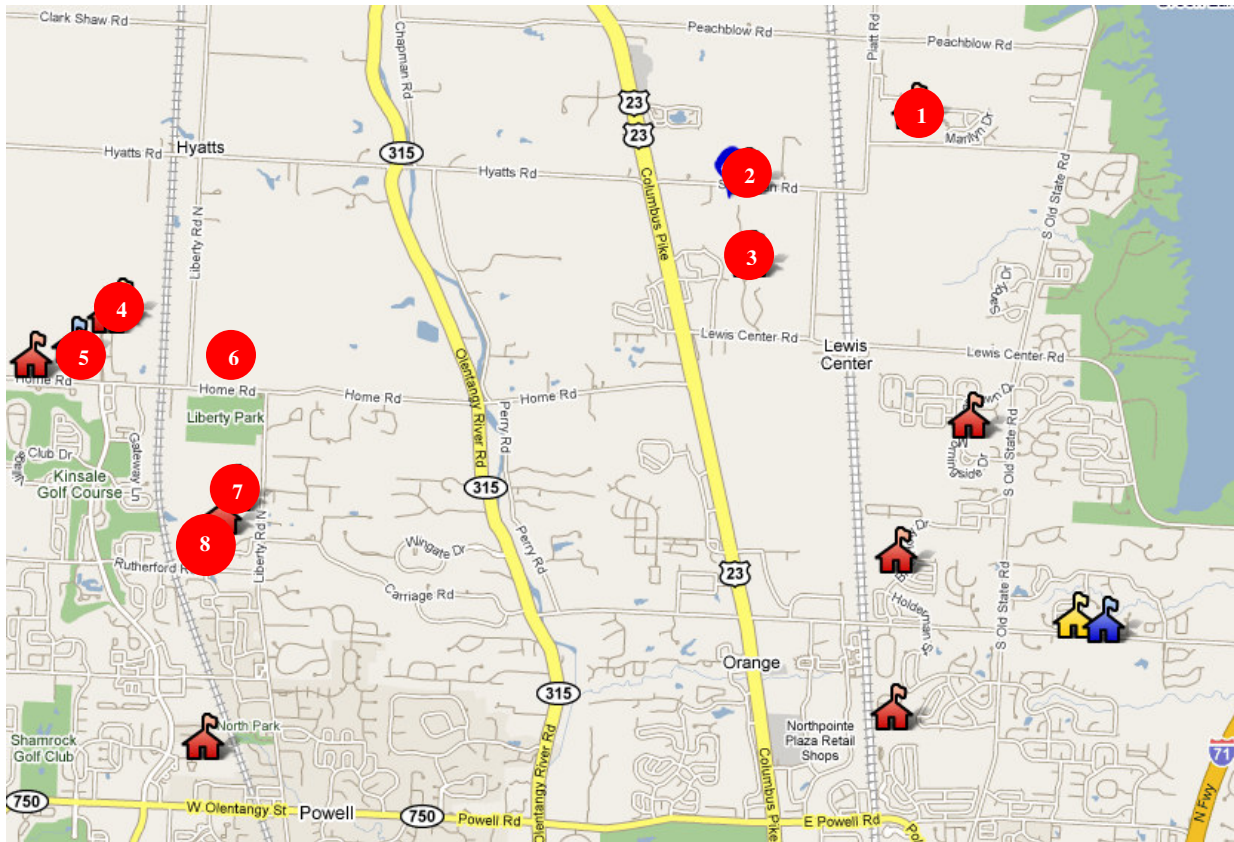 Clark Shaw Rd
Chapman Rd
Peachblow Rd
Peachblow Rd
Platt Rd
23
23
1
Marilyn Dr
Hyatts Rd
Hyatts
315
Hyatts Rd
2
Columbus Pike
S Old State Rd
Liberty Rd N
3
Sandy Dr
4
Lewis Center Rd
Lewis
Center
Lewis Center Rd
5
6
Home Rd
Home Rd
Home Rd
Home Rd
Olentangy River Rd
Perry Rd
Liberty Park
Club Dr
Gateway Ln
Kinsale
Golf Course
S Old State Rd
7
315
8
Liberty Rd N
Wingate Dr
Perry Rd
Carriage Rd
23
Holderman St
S Old State Rd
Orange
315
North Park
Shamrock
Golf Club
Northpointe
Plaza Retail
Shops
71
N Fwy
Olentangy River Rd
Columbus Pike
750
W Olentangy St
Powell
750
Powell Rd
E Powell Rd